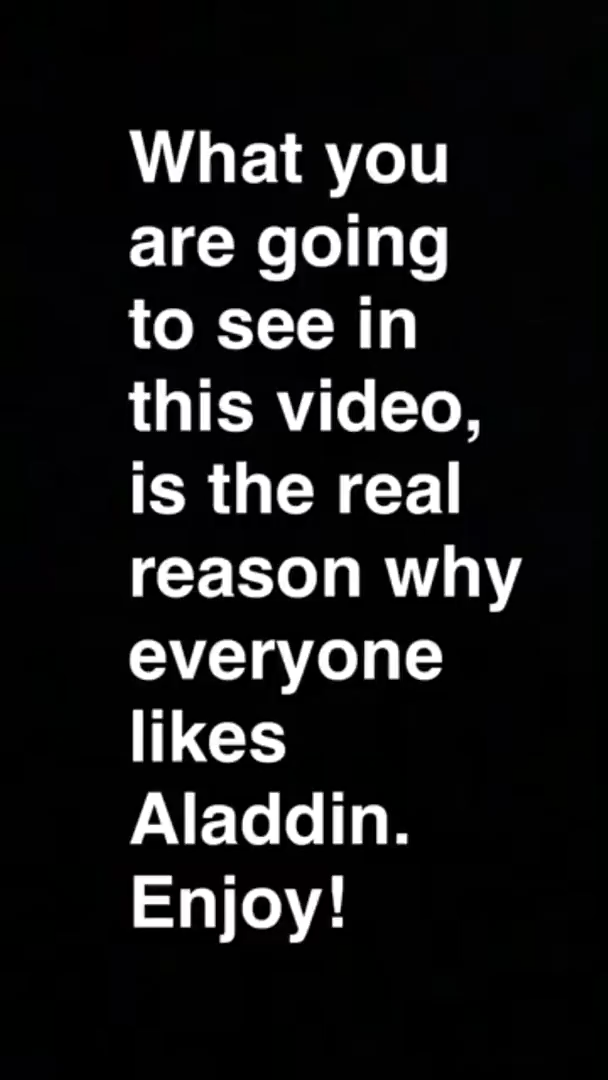 What you
are going
to see in
this video,
is the real
reason why
everyone
likes
Aladdin.
Enjoy!